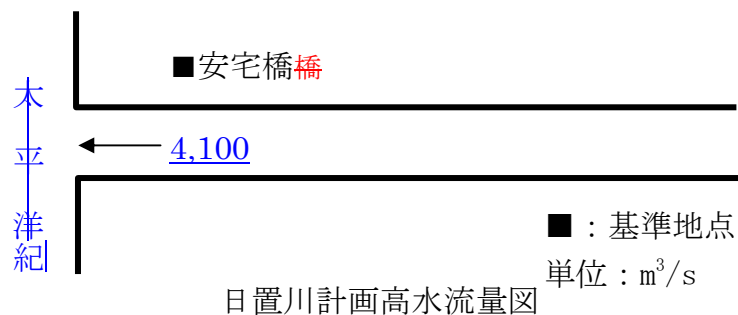 ■安宅橋橋
太平洋紀
4,100
■：基準地点
単位：m³/s
日置川計画高水流量図